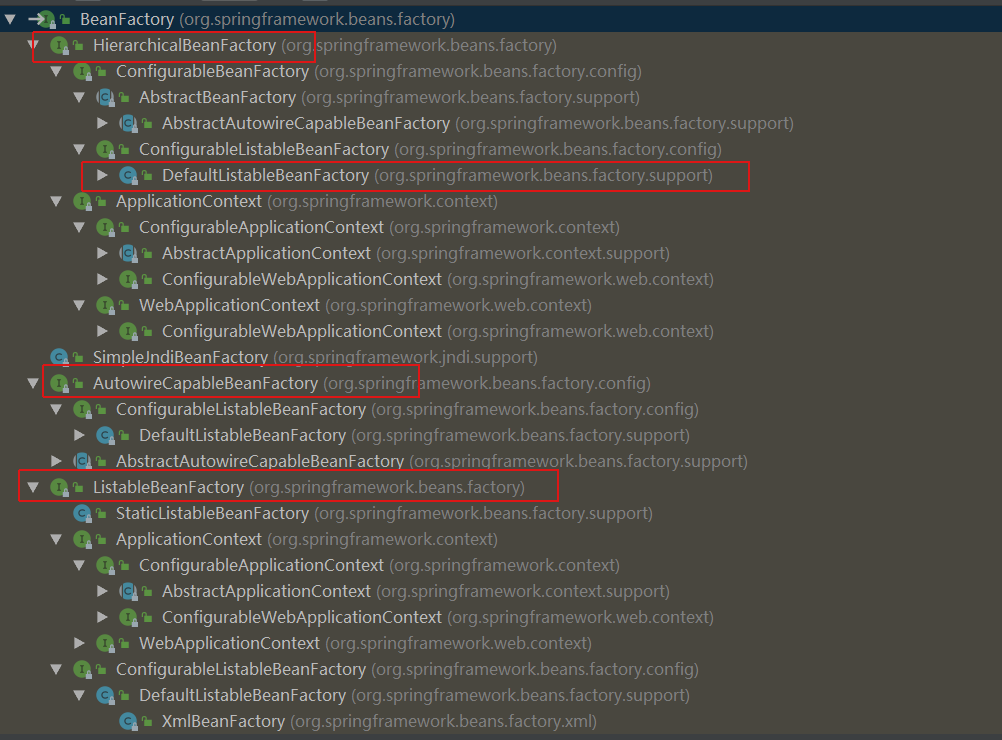 BeanFactory (org.springframework.beans.factory)
HierarchicalBeanFactory (org.springframework.beans.factory)
ConfigurableBeanFactory (org.springframework.beans.factory.config)
AbstractBeanFactory (org.springframework.beans.factory.support)
AbstractAutowireCapableBeanFactory (org.springframework.beans.factory.support)
ConfigurableListableBeanFactory (org.springframework.beans.factory.config)
DefaultListableBeanFactory (org.springframework.beans.factory.support)
ApplicationContext (org.springframework.context)
ConfigurableApplicationContext (org.springframework.context)
AbstractApplicationContext (org.springframework.context.support)
ConfigurableWebApplicationContext (org.springframework.web.context)
WebApplicationContext (org.springframework.web.context)
ConfigurableWebApplicationContext (org.springframework.web.context)
SimpleJndiBeanFactory (org.springframework.jndi.support)
AutowireCapableBeanFactory (org.springframework.beans.factory.config)
ConfigurableListableBeanFactory (org.springframework.beans.factory.config)
DefaultListableBeanFactory (org.springframework.beans.factory.support)
AbstractAutowireCapableBeanFactory (org.springframework.beans.factory.support)
ListableBeanFactory (org.springframework.beans.factory)
StaticListableBeanFactory (org.springframework.beans.factory.support)
ApplicationContext (org.springframework.context)
ConfigurableApplicationContext (org.springframework.context)
AbstractApplicationContext (org.springframework.context.support)
ConfigurableWebApplicationContext (org.springframework.web.context)
WebApplicationContext (org.springframework.web.context)
ConfigurableListableBeanFactory (org.springframework.beans.factory.config)
DefaultListableBeanFactory (org.springframework.beans.factory.support)
XmlBeanFactory (org.springframework.beans.factory.xml)